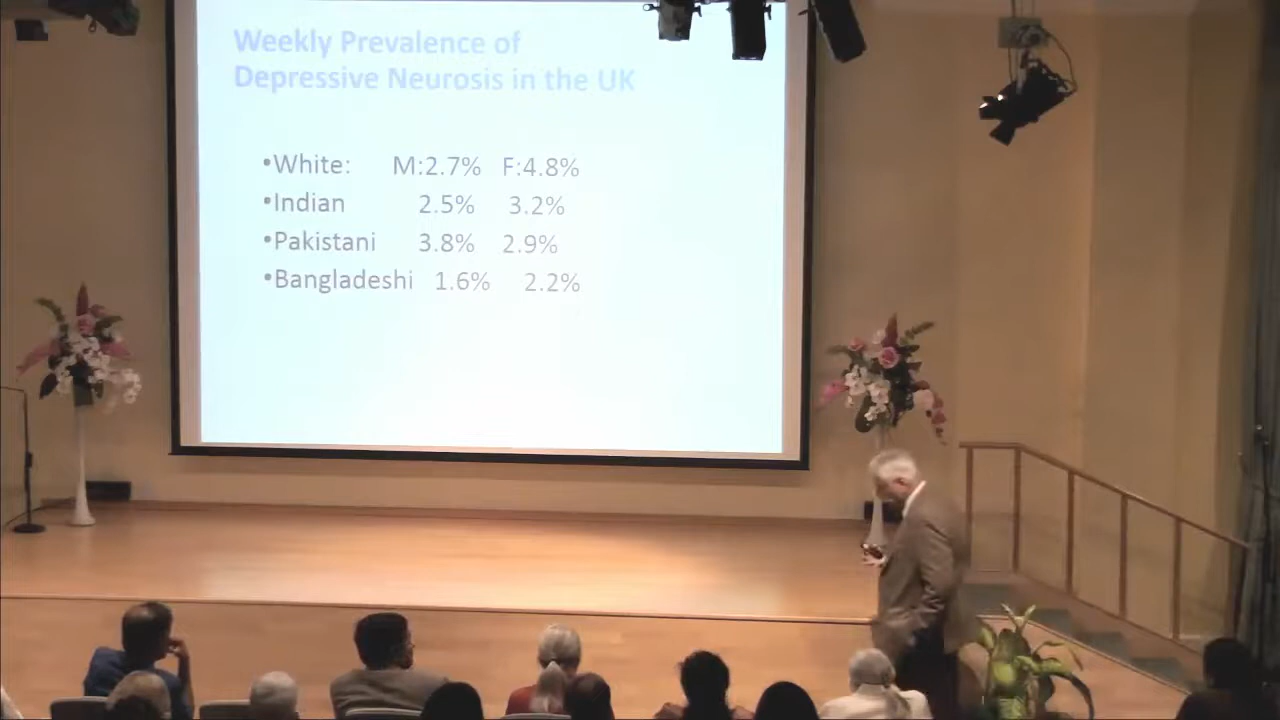 Weekly Prevalence of
Depressive Neurosis in the UK
•White: M:2.7% F:4.8%
•Indian 2.5% 3.2%
•Pakistani 3.8% 2.9%
•Bangladeshi 1.6% 2.2%